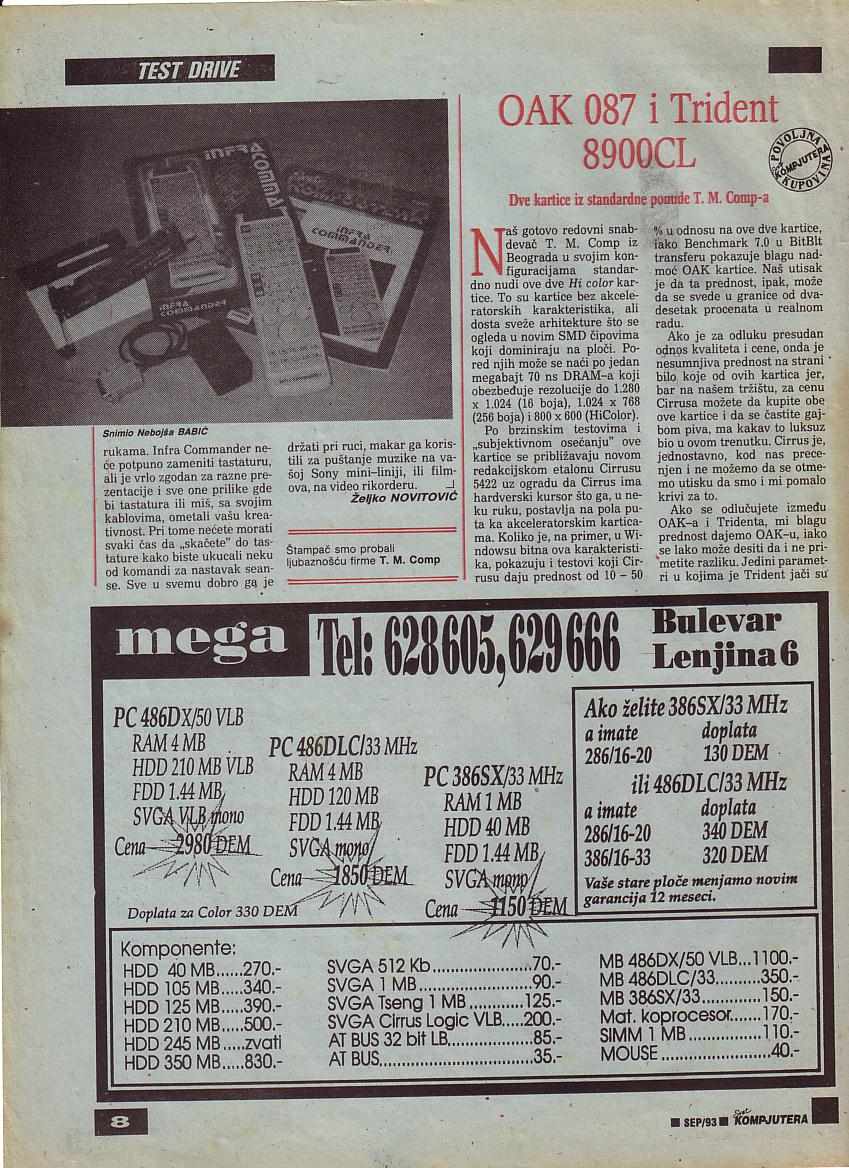 TEST DRIVE
INFRA COMMANDER
INFRA COMMANDER
Snimio Nebojša BABIĆ
rukama. Infra Commander ne-
će potpuno zameniti tastaturu,
ali je vrlo zgodan za razne pre-
zentacije i sve one prilike gde
bi tastatura ili miš, sa svojim
kablovima, ometali vašu krea-
tivnost. Pri tome nećete morati
svaki čas da „skačete" do tas-
tature kako biste ukucali neku
od komandi za nastavak sean-
se. Sve u svemu dobro ga je
držati pri ruci, makar ga koris-
tili za puštanje muzike na va-
šoj Sony mini-liniji, ili film-
ova, na video rikorderu.
Željko NOVITOVIĆ
Štampač smo probali
ljubaznošću firme T. M. Comp
OAK 087 i Trident
8900CL
POVOLJNA
KOMPJUTERA
KUPOVINA
Dve kartice iz standardne ponude T. M. Comp-a
Naš gotovo redovni snab-
devač T. M. Comp iz
Beograda u svojim kon-
figuracijama standar-
dno nudi ove dve Hi color kar-
tice. To su kartice bez akcele-
ratorskih karakteristika, ali
dosta sveže arhitekture što se
ogleda u novim SMD čipovima
koji dominiraju na ploči. Po-
red njih može se naći po jedan
megabajt 70 ns DRAM–a koji
obezbeđuje rezolucije do 1.280
x 1.024 (16 boja), 1.024 x 768
(256 boja) i 800 x 600 (HiColor).
Po brzinskim testovima i
„subjektivnom osećanju" ove
kartice se približavaju novom
redakcijskom etalonu Cirrusu
5422 uz ogradu da Cirus ima
hardverski kursor što ga, u ne-
ku ruku, postavlja na pola pu-
ta ka akceleratorskim kartica-
ma. Koliko je, na primer, u Wi-
ndowsu bitna ova karakteristi-
ka, pokazuju i testovi koji Cir-
rusu daju prednost od 10 – 50
% u odnosu na ove dve kartice,
iako Benchmark 7.0 u BitBlt
transferu pokazuje blagu nad-
moć OAK kartice. Naš utisak
je da ta prednost, ipak, može
da se svede u granice od dva-
desetak procenata u realnom
radu.
Ako je za odluku presudan
odnos kvaliteta i cene, onda je
nesumnjiva prednost na strani
bilo koje od ovih kartica jer,
bar na našem tržištu, za cenu
Cirrusa možete da kupite obe
ove kartice i da se častite gaj-
bom piva, ma kakav to luksuz
bio u ovom trenutku. Cirrus je,
jednostavno, kod nas prece-
njen i ne možemo da se otme-
mo utisku da smo i mi pomalo
krivi za to.
Ako se odlučujete između
OAK-a i Tridenta, mi blagu
prednost dajemo OAK–u, iako
se lako može desiti da i ne pri-
metite razliku. Jedini paramet-
ri u kojima je Trident jači su
mega
Tel: 628605, 629666
Bulevar
Lenjina 6
PC 486DX/50 VLB
RAM 4 MB
HDD 210 MB VLB
FDD 1.44 MB
SVGA VLB mono
Cena 2980 DEM
PC 486DLC/33 MHz
RAM 4 MB
HDD 120 MB
FDD 1.44 MB
SVGA mono
Cena 1850 DEM
PC 386SX/33 MHz
RAM 1 MB
HDD 40 MB
FDD 1.44 MB
SVGA mono
Cena 1150 DEM
Doplata za Color 330 DEM
Ako želite 386SX/33 MHz
a imate doplata
286/16-20 130 DEM
ili 486DLC/33 MHz
a imate doplata
286/16-20 340 DEM
386/16-33 320 DEM
Vaše stare ploče menjamo novim
garancija 12 meseci.
Komponente:
HDD 40 MB......270.-
HDD 105 MB.....340.-
HDD 125 MB.....390.-
HDD 210 MB.....500.-
HDD 245 MB.....zvati
HDD 350 MB.....830.-
SVGA 512 Kb.......................70.-
SVGA 1 MB..........................90.-
SVGA Tseng 1 MB............125.-
SVGA Cirrus Logic VLB.....200.-
AT BUS 32 bit LB....................85.-
AT BUS....................................35.-
MB 486DX/50 VLB...1100.-
MB 486DLC/33..........350.-
MB 386SX/33.............150.-
Mat. koprocesor.......170.-
SIMM 1 MB.................110.-
MOUSE.......................40.-
8
SEP/93 Svet KOMPJUTERA